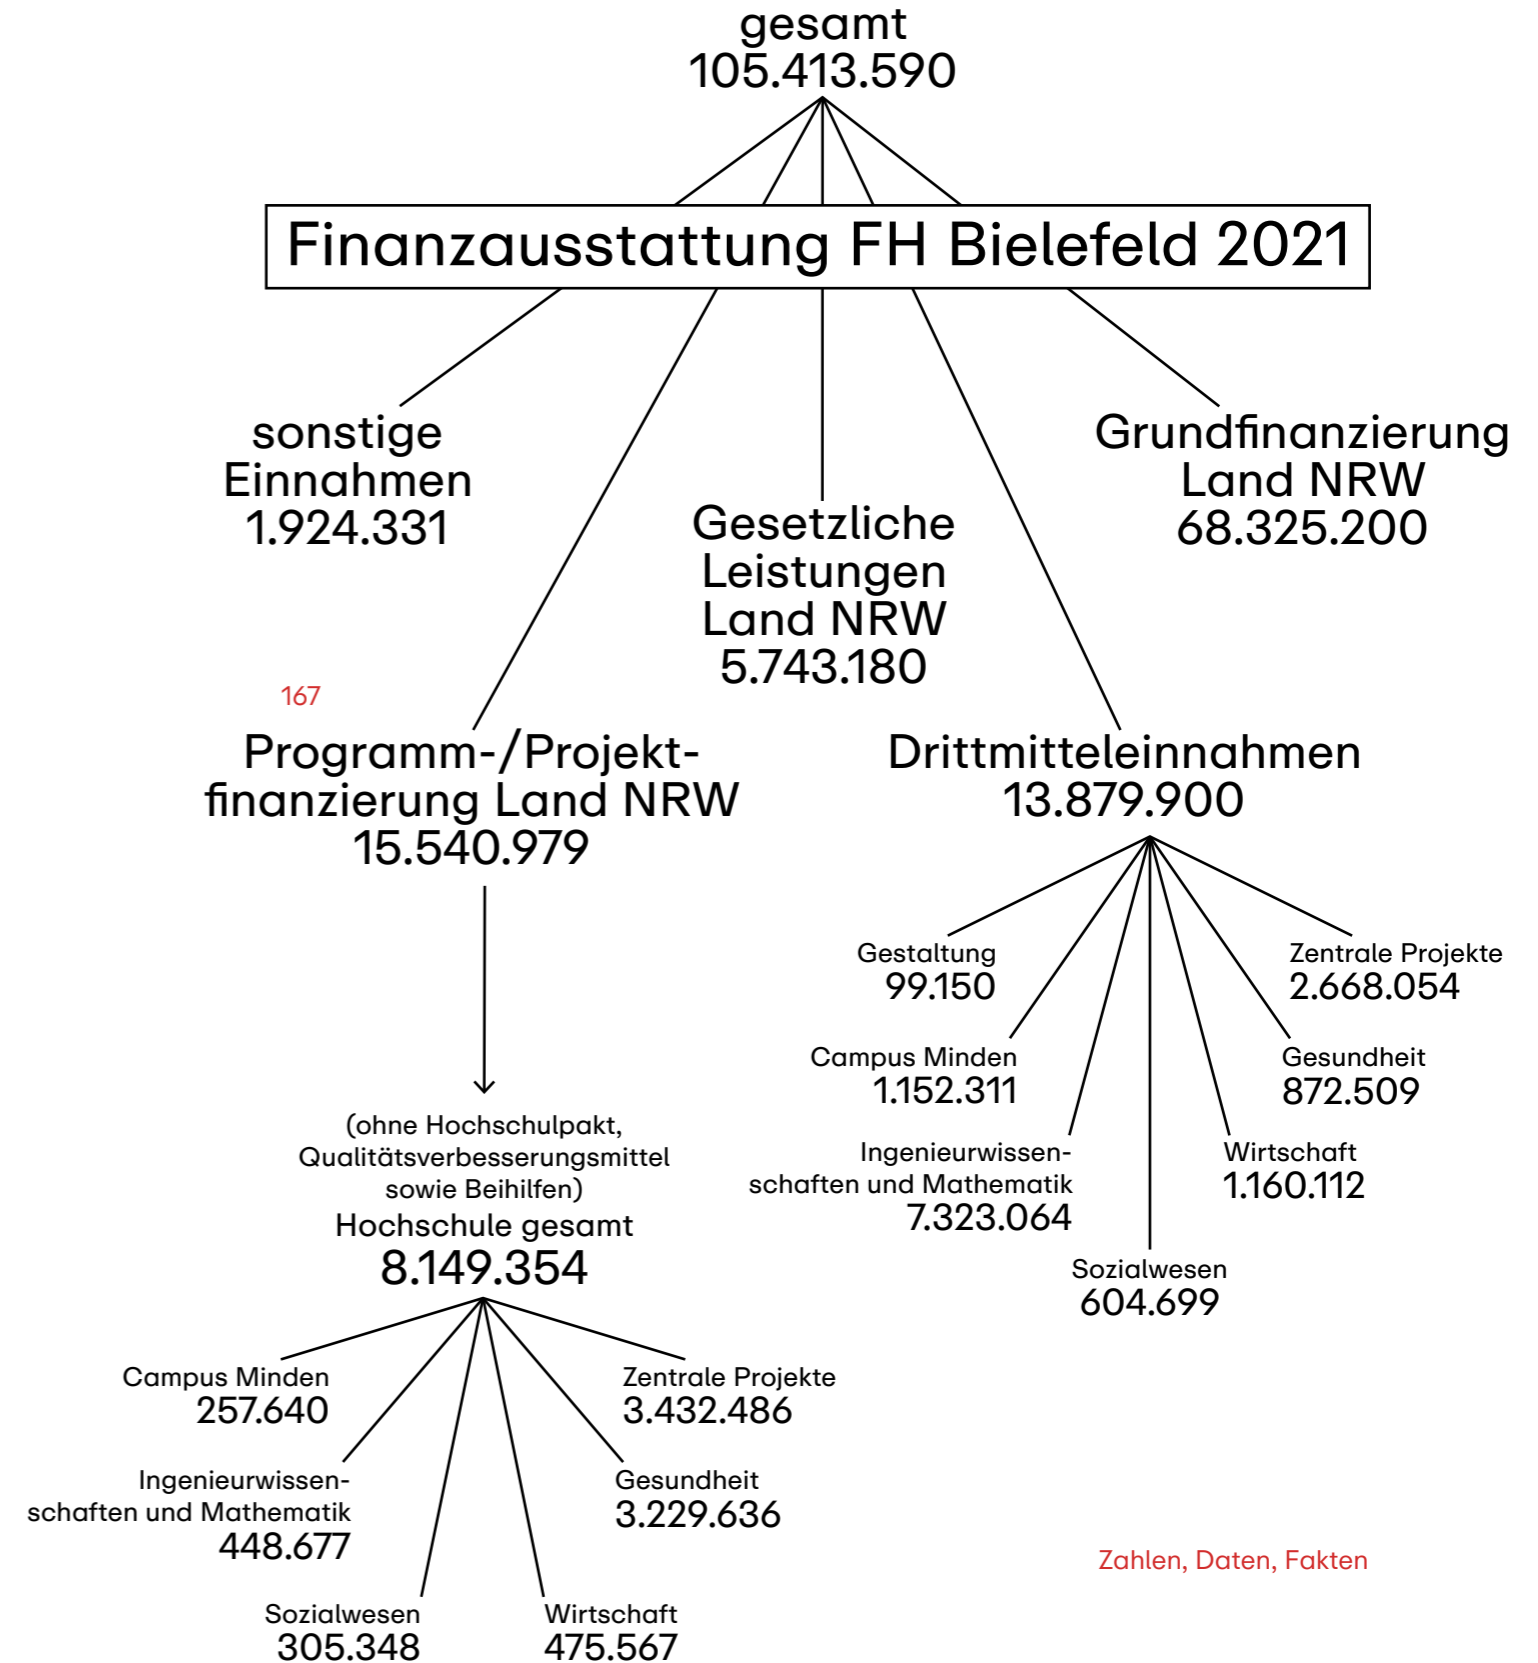 gesamt
105.413.590
Finanzausstattung FH Bielefeld 2021
sonstige
Einnahmen
1.924.331
Gesetzliche
Leistungen
Land NRW
5.743.180
Grundfinanzierung
Land NRW
68.325.200
167
Programm-/Projekt-
finanzierung Land NRW
15.540.979
Drittmitteleinnahmen
13.879.900
Gestaltung
99.150
Zentrale Projekte
2.668.054
Campus Minden
1.152.311
Gesundheit
872.509
Ingenieurwissen-
schaften und Mathematik
7.323.064
Wirtschaft
1.160.112
Sozialwesen
604.699
(ohne Hochschulpakt,
Qualitätsverbesserungsmittel
sowie Beihilfen)
Hochschule gesamt
8.149.354
Campus Minden
257.640
Zentrale Projekte
3.432.486
Ingenieurwissen-
schaften und Mathematik
448.677
Gesundheit
3.229.636
Sozialwesen
305.348
Wirtschaft
475.567
Zahlen, Daten, Fakten